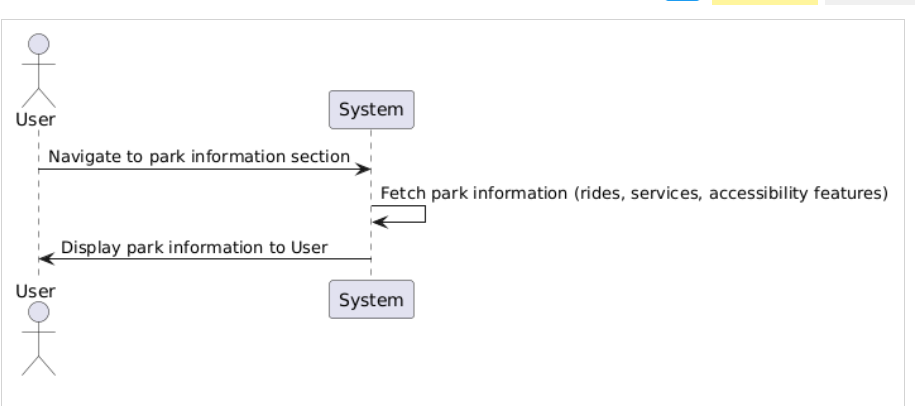 User
System
Navigate to park information section
Fetch park information (rides, services, accessibility features)
Display park information to User
User
System